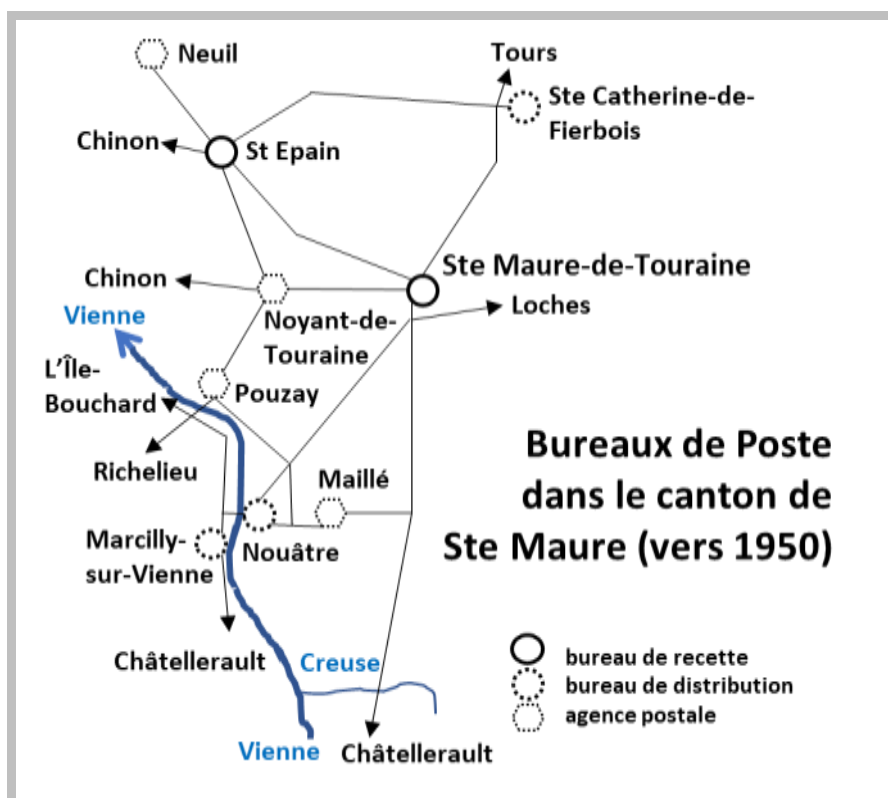 Neuil
Tours
Ste Catherine-de-
Fierbois
Chinon
St Epain
Ste Maure-de-Touraine
Chinon
Loches
Vienne
Noyant-de-
Touraine
L’Île-
Bouchard
Pouzay
Richelieu
Maillé
Bureaux de Poste
dans le canton de
Ste Maure (vers 1950)
Marcilly-
sur-Vienne
Nouâtre
Châtellerault
Creuse
bureau de recette
bureau de distribution
agence postale
Vienne
Châtellerault